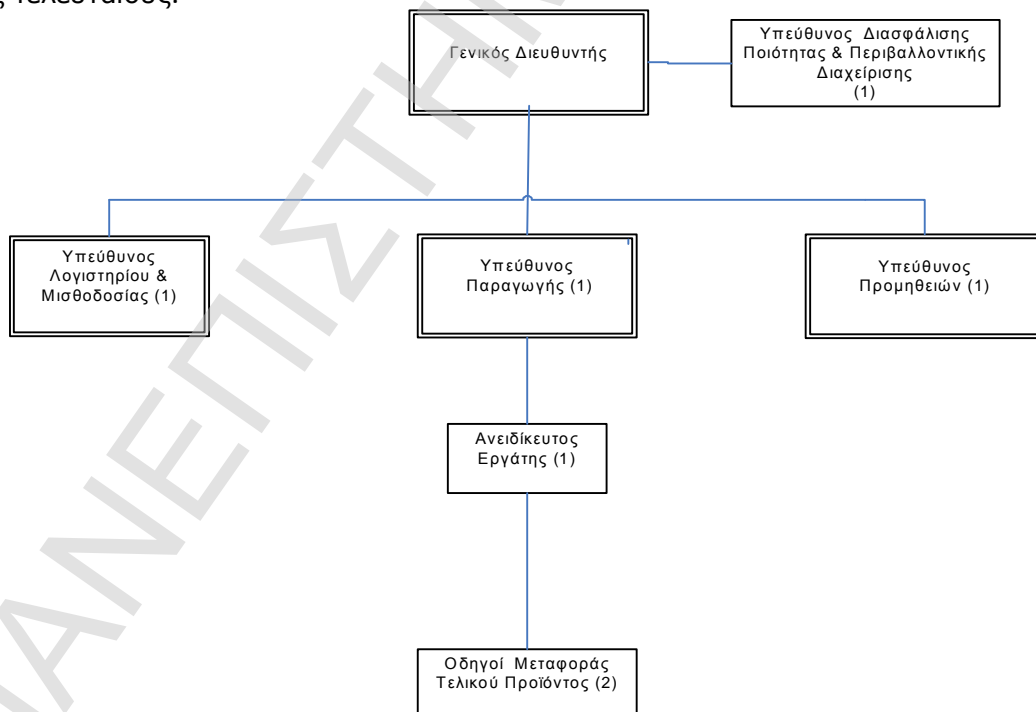 ς τελευταίους.
Γενικός Διευθυντής
Υπεύθυνος Διασφάλισης
Ποιότητας & Περιβαλλοντικής
Διαχείρισης
(1)
Υπεύθυνος
Λογιστηρίου &
Μισθοδοσίας (1)
Υπεύθυνος
Παραγωγής (1)
Υπεύθυνος
Προμηθειών (1)
Ανειδίκευτος
Εργάτης (1)
Οδηγοί Μεταφοράς
Τελικού Προϊόντος (2)